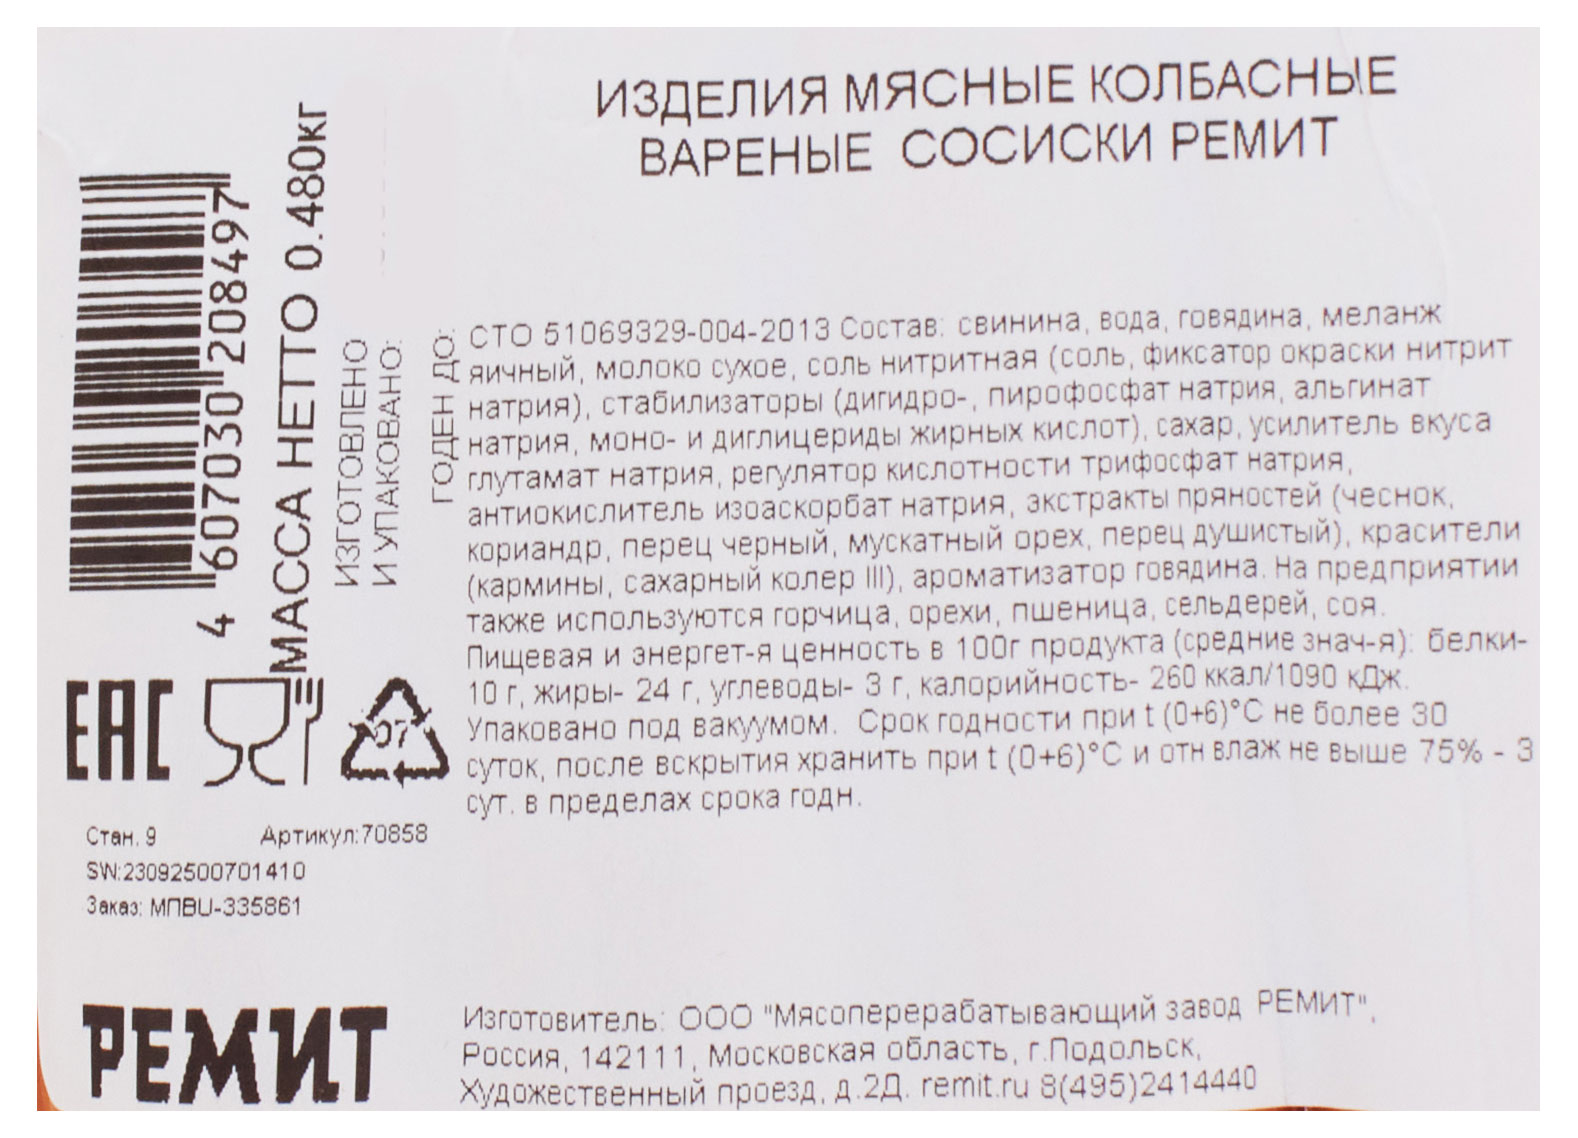 ИЗДЕЛИЯ МЯСНЫЕ КОЛБАСНЫЕ
ВАРЕНЫЕ СОСИСКИ РЕМИТ
4 607030 208497
МАССА НЕТТО 0.480кг
ИЗГОТОВЛЕНО
И УПАКОВАНО:
ГОДЕН ДО:
СТО 51069329-004-2013 Состав: свинина, вода, говядина, меланж
яичный, молоко сухое, соль нитритная (соль, фиксатор окраски нитрит
натрия), стабилизаторы (дигидро-, пирофосфат натрия, альгинат
натрия, моно- и диглицериды жирных кислот), сахар, усилитель вкуса
глутамат натрия, регулятор кислотности трифосфат натрия,
антиокислитель изоаскорбат натрия, экстракты пряностей (чеснок,
кориандр, перец черный, мускатный орех, перец душистый), красители
(кармины, сахарный колер III), ароматизатор говядина. На предприятии
также используются горчица, орехи, пшеница, сельдерей, соя.
Пищевая и энергет-я ценность в 100г продукта (средние знач-я): белки-
10 г, жиры- 24 г, углеводы- 3 г, калорийность- 260 ккал/1090 кДж.
Упаковано под вакуумом. Срок годности при t (0+6)°С не более 30
суток, после вскрытия хранить при t (0+6)°С и отн влаж не выше 75% - 3
сут. в пределах срока годн.
ЕАС
07
Стан. 9 Артикул:70858
SW:23092500701410
Заказ: МПВU-335861
РЕМИТ
Изготовитель: ООО "Мясоперерабатывающий завод РЕМИТ",
Россия, 142111, Московская область, г.Подольск,
Художественный проезд, д.2Д. remit.ru 8(495)2414440